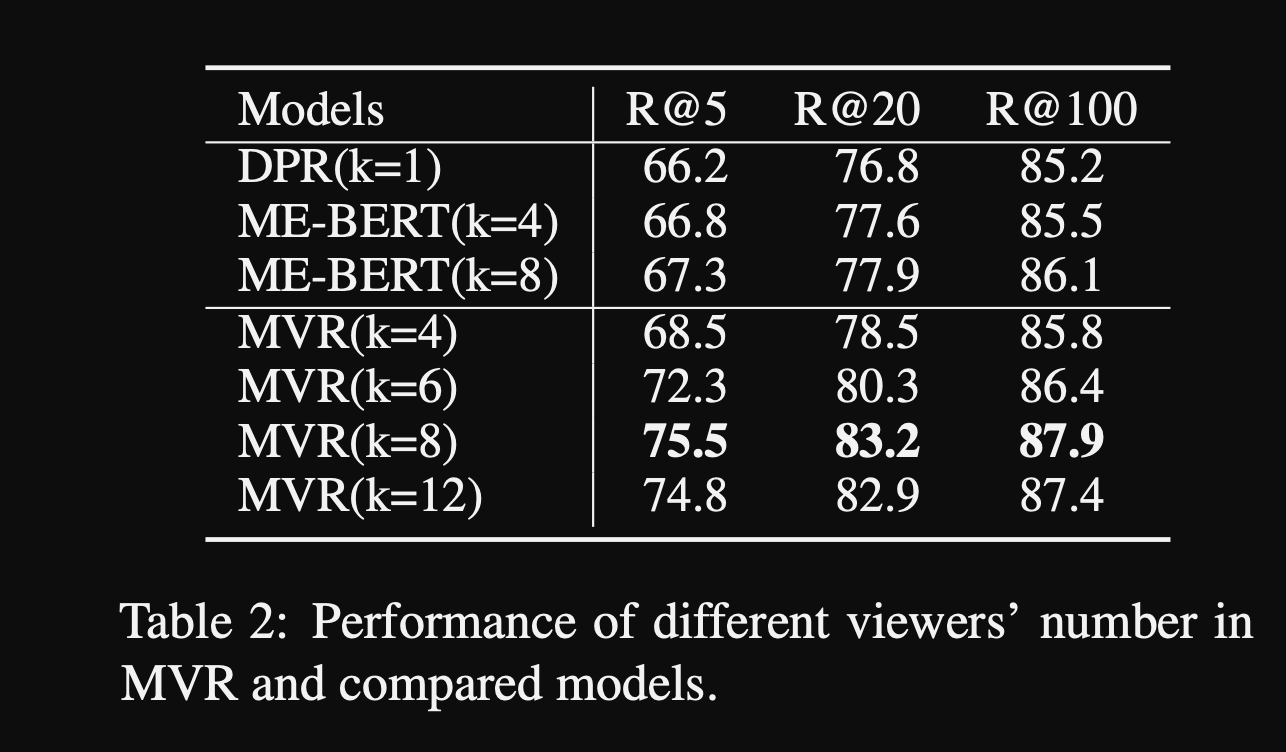 Models R@5 R@20 R@100
DPR(k=1) 66.2 76.8 85.2
ME-BERT(k=4) 66.8 77.6 85.5
ME-BERT(k=8) 67.3 77.9 86.1
MVR(k=4) 68.5 78.5 85.8
MVR(k=6) 72.3 80.3 86.4
MVR(k=8) 75.5 83.2 87.9
MVR(k=12) 74.8 82.9 87.4
Table 2: Performance of different viewers’ number in
MVR and compared models.